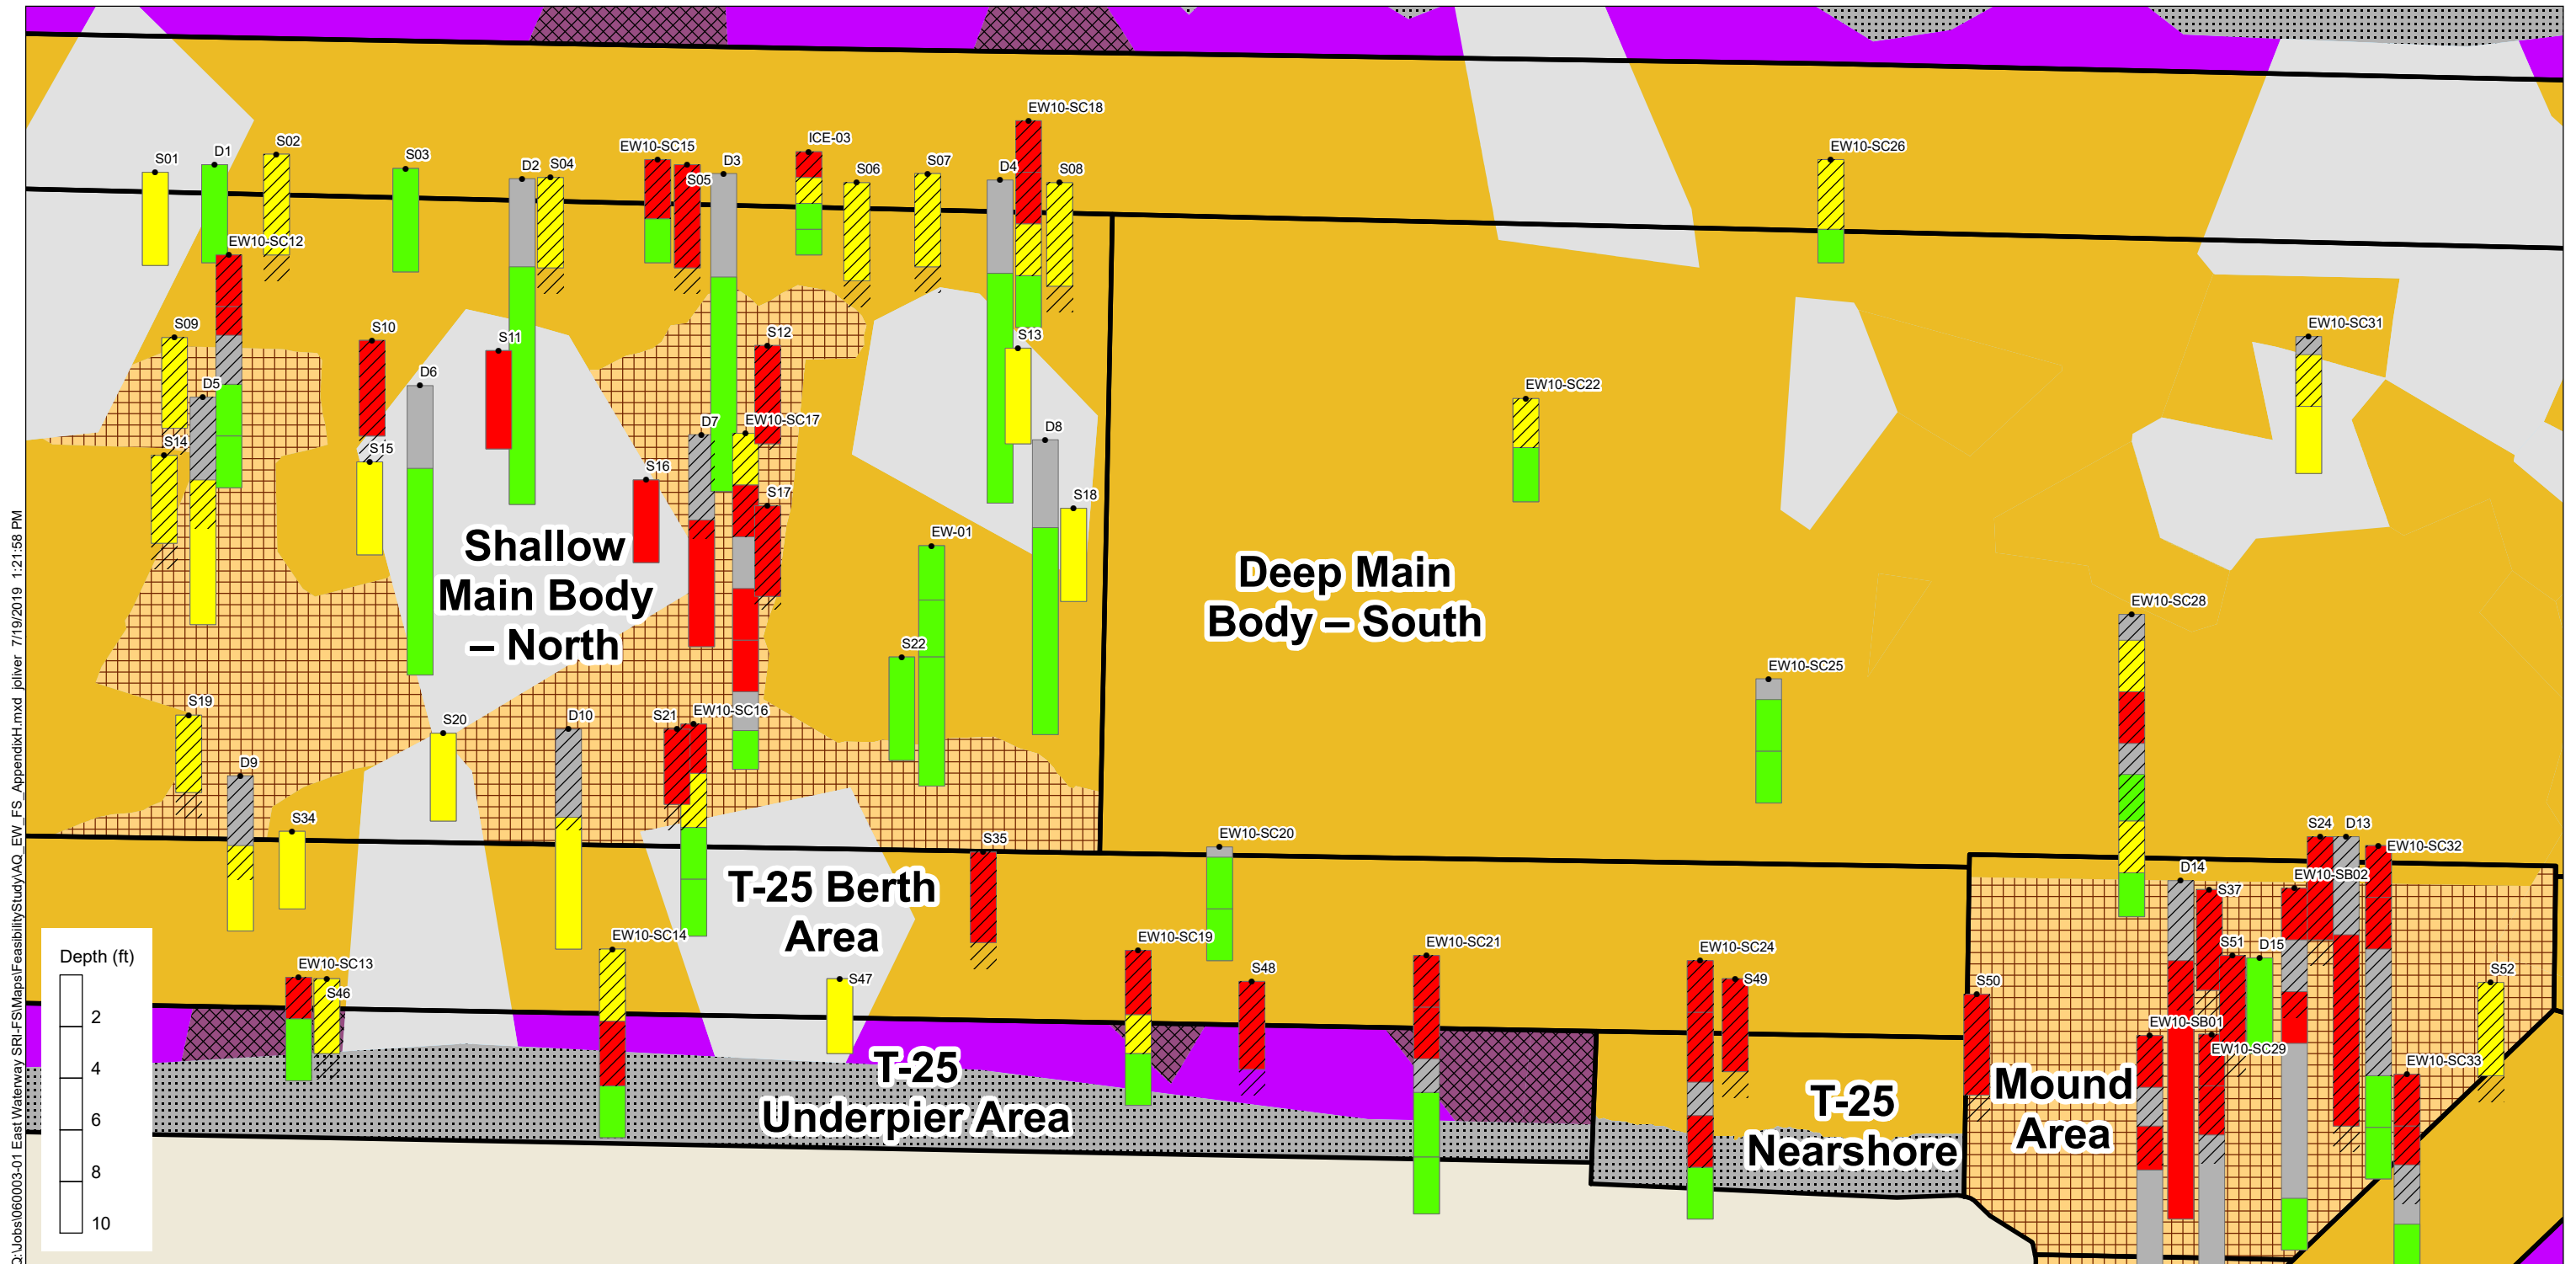 EW10-SC18
S01
D1
S02
S03
D2
S04
EW10-SC15
S05
D3
ICE-03
S06
S07
D4
S08
EW10-SC26
EW10-SC12
S09
S10
S11
S12
S13
EW10-SC31
D5
D6
EW10-SC22
S14
S15
D7
EW10-SC17
D8
S16
S17
S18
EW-01
Shallow
Main Body
– North
Deep Main
Body – South
EW10-SC28
S22
EW10-SC25
S19
S20
D10
S21
EW10-SC16
D9
S34
S35
EW10-SC20
S24
D13
EW10-SC32
D14
EW10-SB02
S37
T-25 Berth
Area
EW10-SC14
EW10-SC19
EW10-SC21
EW10-SC24
S51
D15
EW10-SC13
S46
S47
S48
S49
S50
S52
EW10-SB01
EW10-SC29
EW10-SC33
T-25
Underpier Area
T-25
Nearshore
Mound
Area
Depth (ft)
2
4
6
8
10
Q:\Jobs\060003-01 East Waterway SRI-FS\Maps\FeasibilityStudy\AQ_EW_FS_AppendixH.mxd joliver 7/19/2019 1:21:58 PM